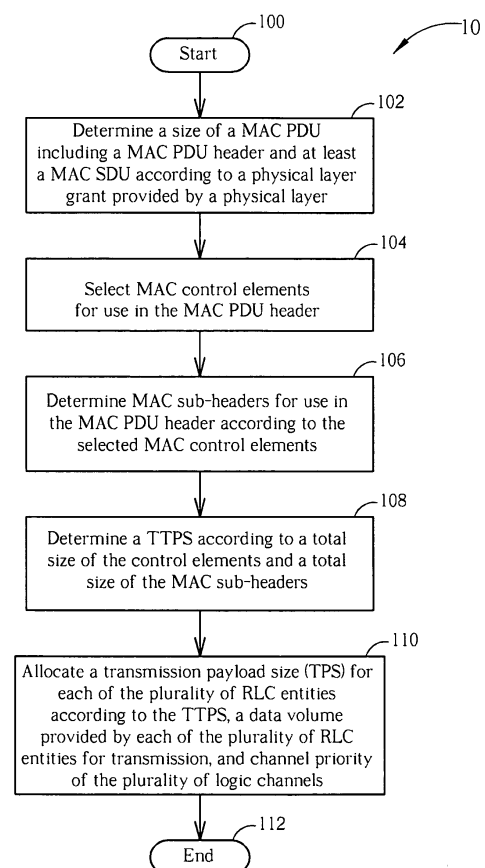 100
10
Start
102
Determine a size of a MAC PDU
including a MAC PDU header and at least
a MAC SDU according to a physical layer
grant provided by a physical layer
104
Select MAC control elements
for use in the MAC PDU header
106
Determine MAC sub-headers for use in
the MAC PDU header according to the
selected MAC control elements
108
Determine a TTPS according to a total
size of the control elements and a total
size of the MAC sub-headers
110
Allocate a transmission payload size (TPS) for
each of the plurality of RLC entities
according to the TTPS, a data volume
provided by each of the plurality of RLC
entities for transmission, and channel priority
of the plurality of logic channels
112
End